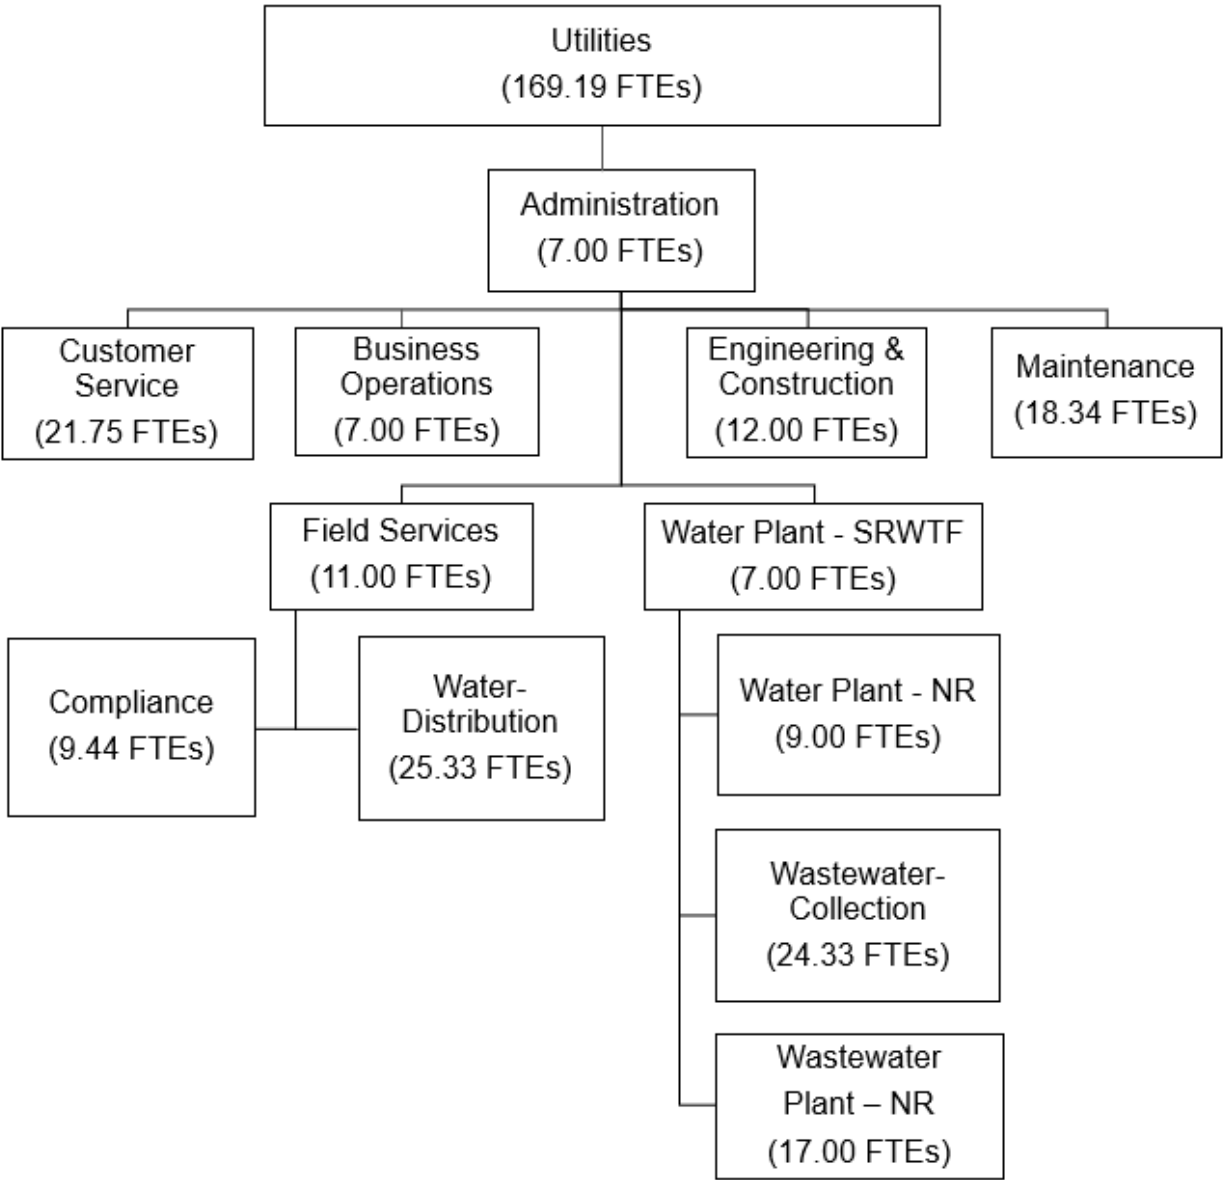 Utilities
(169.19 FTEs)
Administration
(7.00 FTEs)
Customer
Service
(21.75 FTEs)
Business
Operations
(7.00 FTEs)
Engineering &
Construction
(12.00 FTEs)
Maintenance
(18.34 FTEs)
Field Services
(11.00 FTEs)
Water Plant - SRWTF
(7.00 FTEs)
Compliance
(9.44 FTEs)
Water-
Distribution
(25.33 FTEs)
Water Plant - NR
(9.00 FTEs)
Wastewater-
Collection
(24.33 FTEs)
Wastewater
Plant – NR
(17.00 FTEs)